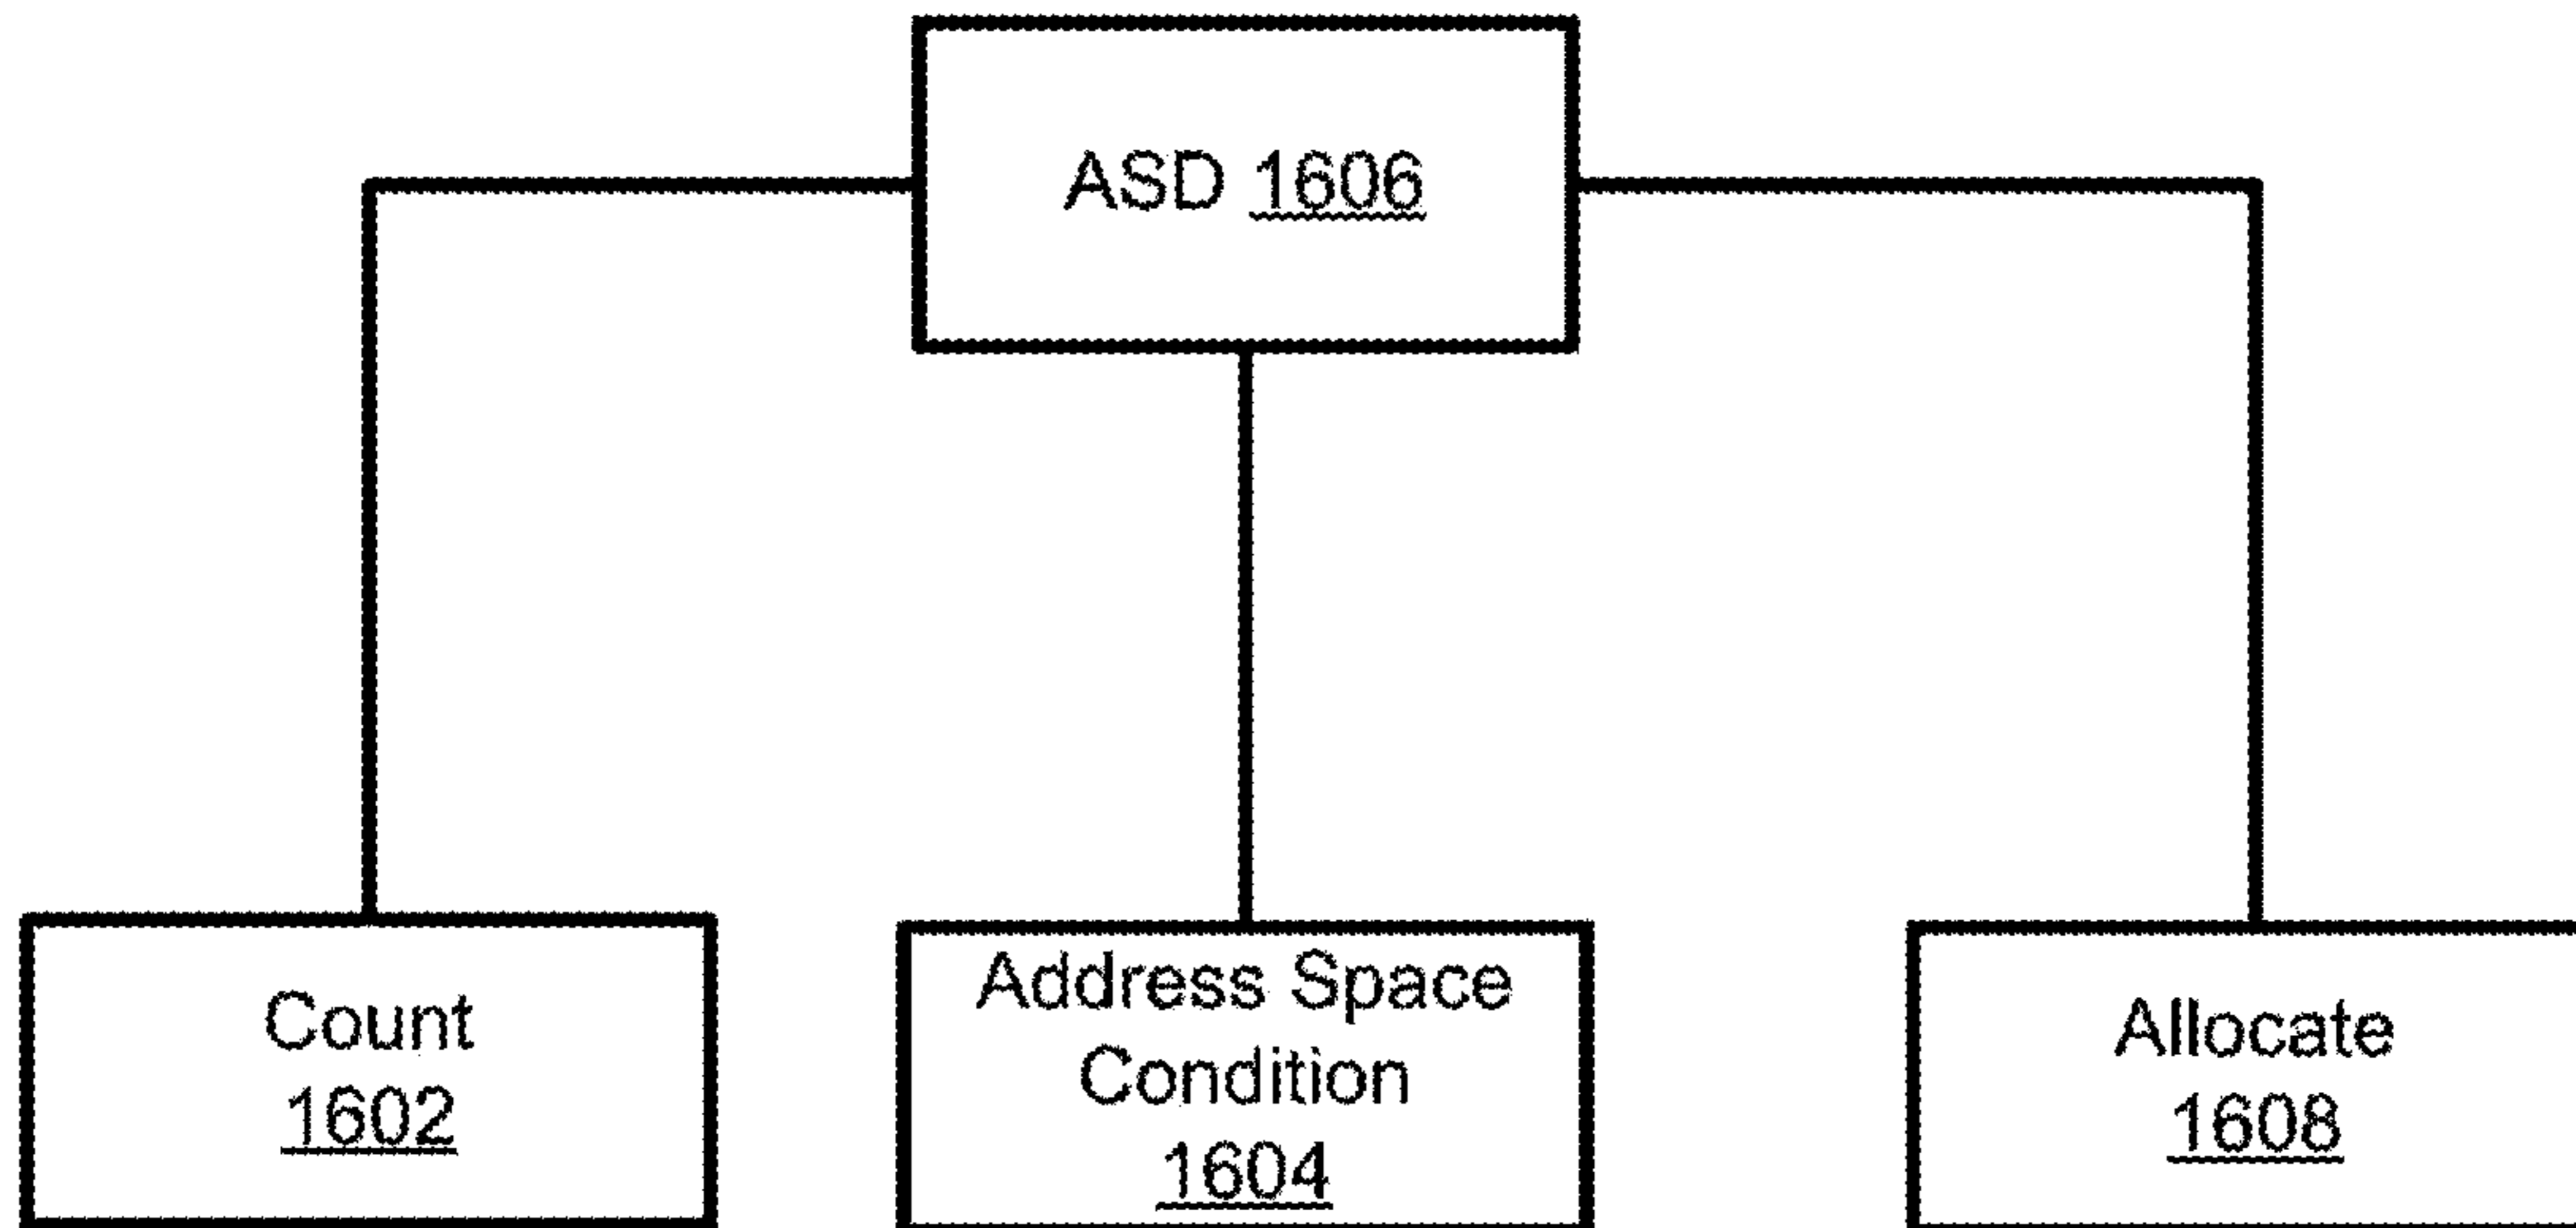 ASD 1606
Count
1602
Address Space
Condition
1604
Allocate
1608